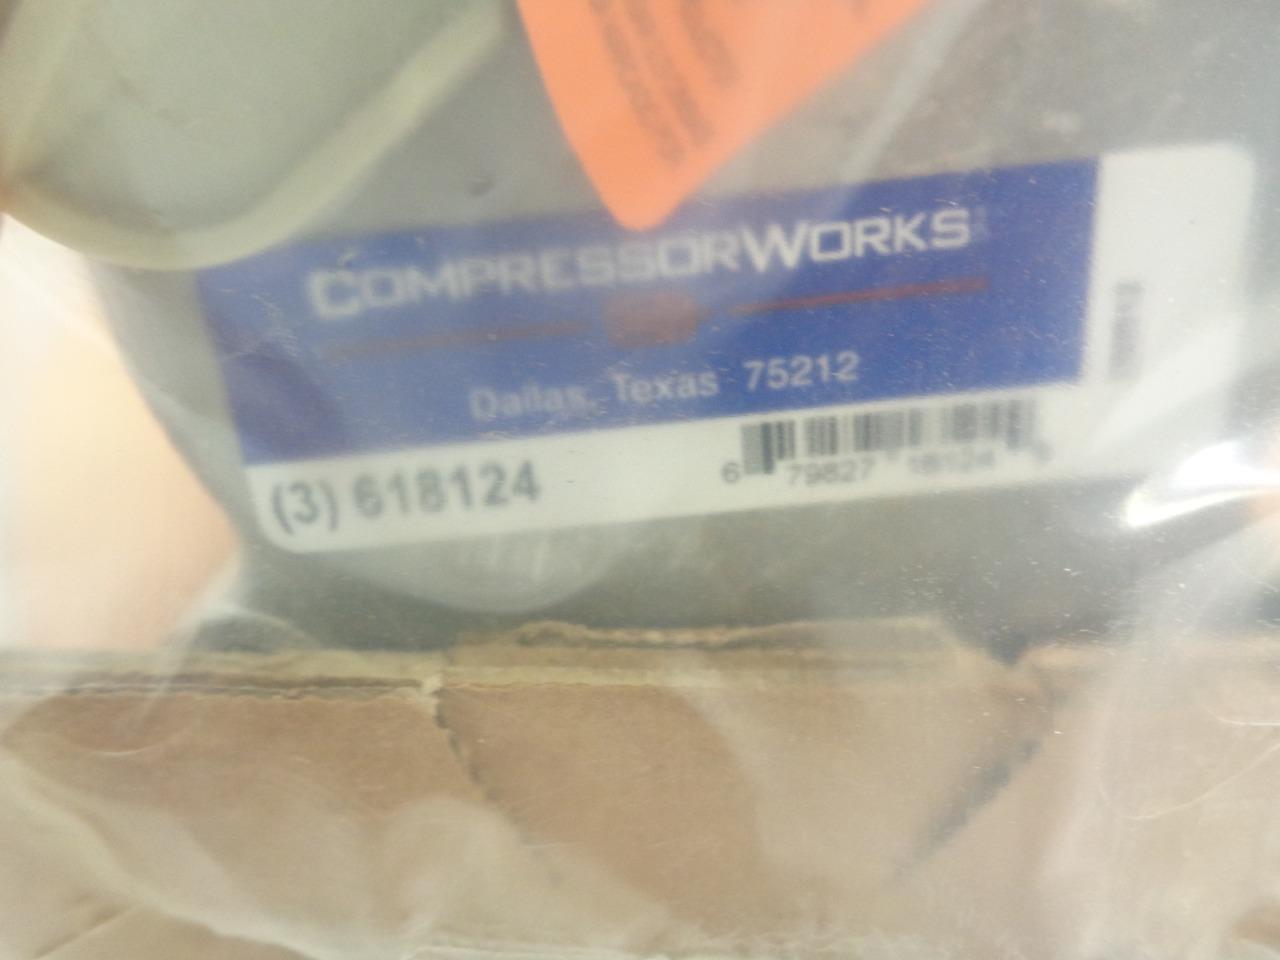 COMPRESSORWORKS
Dallas, Texas 75212
(3) 618124
6 79827 18124